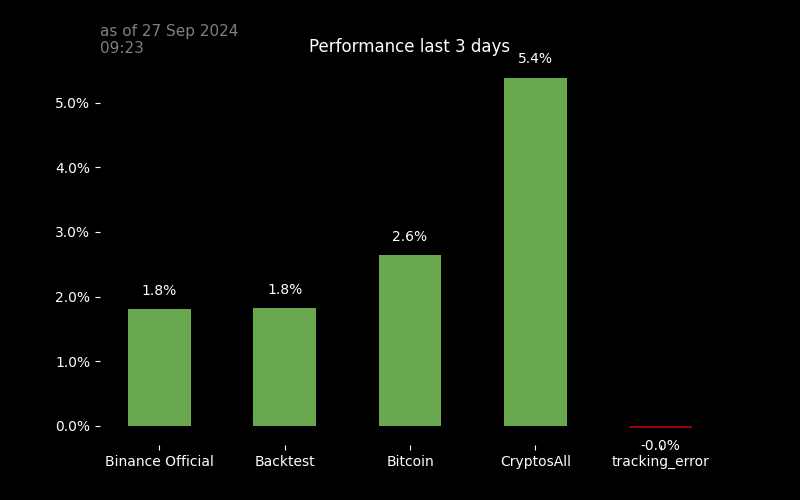 as of 27 Sep 2024
09:23
Performance last 3 days
5.4%
5.0%
4.0%
3.0%
2.6%
2.0%
1.8%
1.8%
1.0%
0.0%
-0.0%
Binance Official
Backtest
Bitcoin
CryptosAll
tracking_error